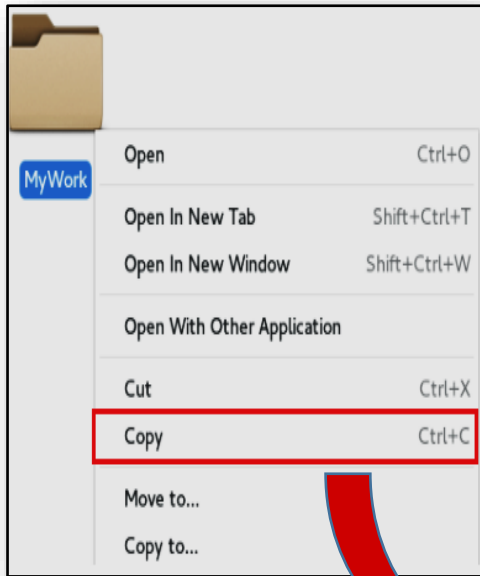 MyWork
Open Ctrl+O
Open In New Tab Shift+Ctrl+T
Open In New Window Shift+Ctrl+W
Open With Other Application
Cut Ctrl+X
Copy Ctrl+C
Move to...
Copy to...